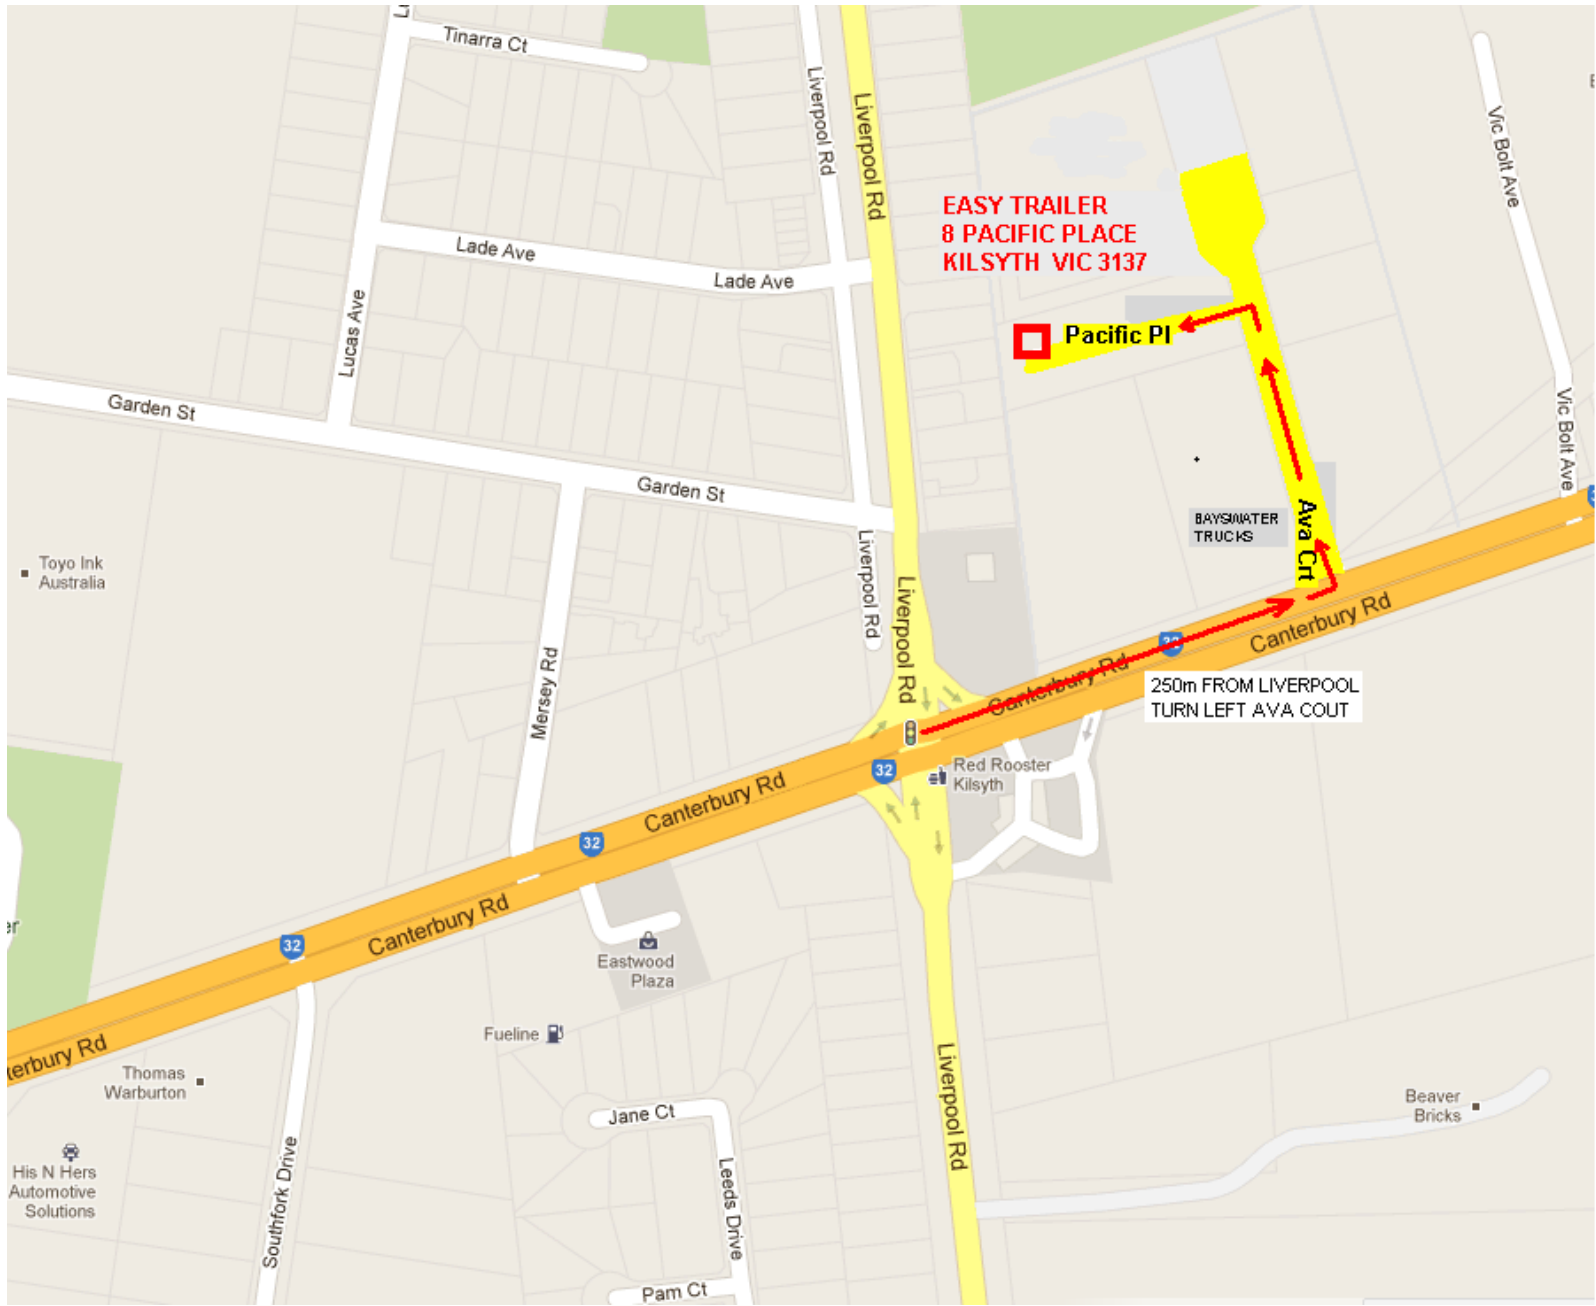 Tinarra Ct
Liverpool Rd
Liverpool Rd
Vic Bolt Ave
EASY TRAILER
8 PACIFIC PLACE
KILSYTH VIC 3137
Lade Ave
Lade Ave
Lucas Ave
Pacific Pl
Garden St
Garden St
Vic Bolt Ave
BAYSWATER
TRUCKS
Ava Crt
Toyo Ink
Australia
Liverpool Rd
Liverpool Rd
Mersey Rd
32
Canterbury Rd
Canterbury Rd
250m FROM LIVERPOOL
TURN LEFT AVA COUT
32
Red Rooster
Kilsyth
Canterbury Rd
32
Canterbury Rd
32
Eastwood
Plaza
Fueline
terbury Rd
Thomas
Warburton
Liverpool Rd
Jane Ct
Beaver
Bricks
His N Hers
Automotive
Solutions
Southfork Drive
Leeds Drive
Pam Ct